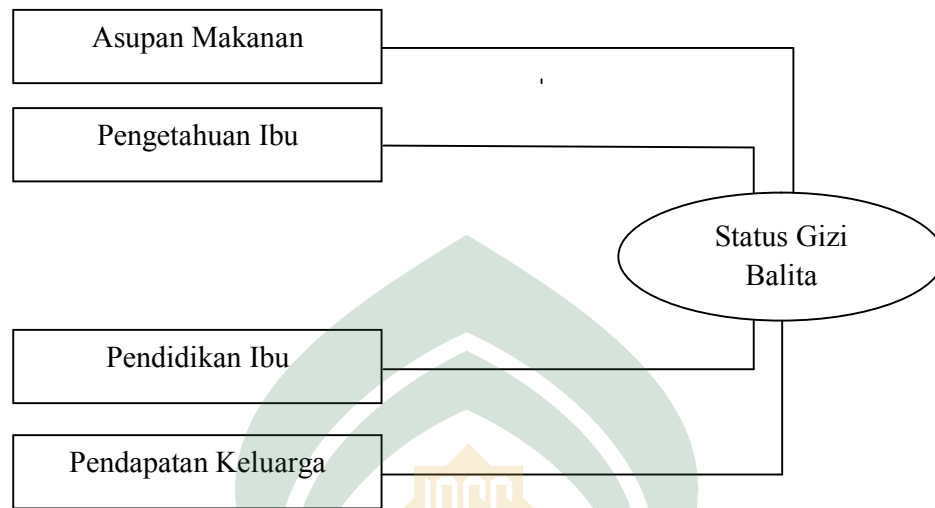 Asupan Makanan
Pengetahuan Ibu
Status Gizi
Balita
Pendidikan Ibu
Pendapatan Keluarga